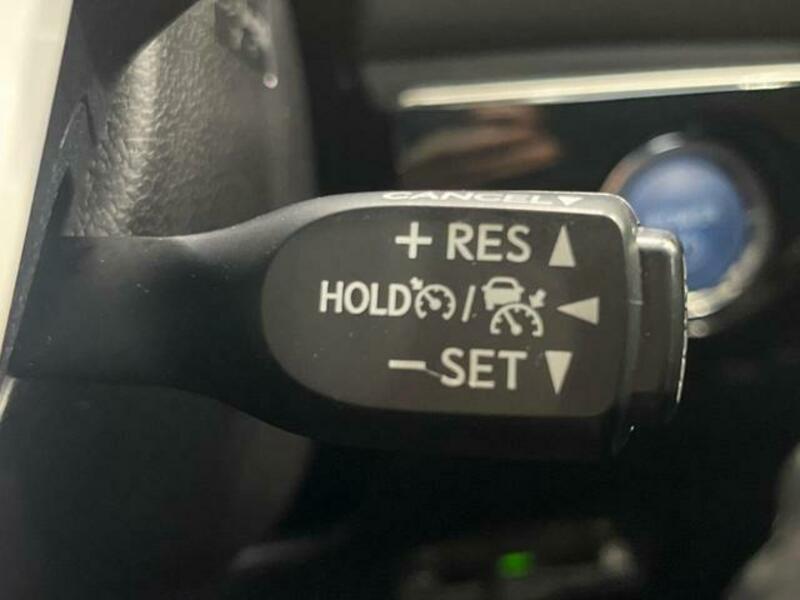 CANCEL▼
+ RES ▲
HOLD / ◀
– SET ▼